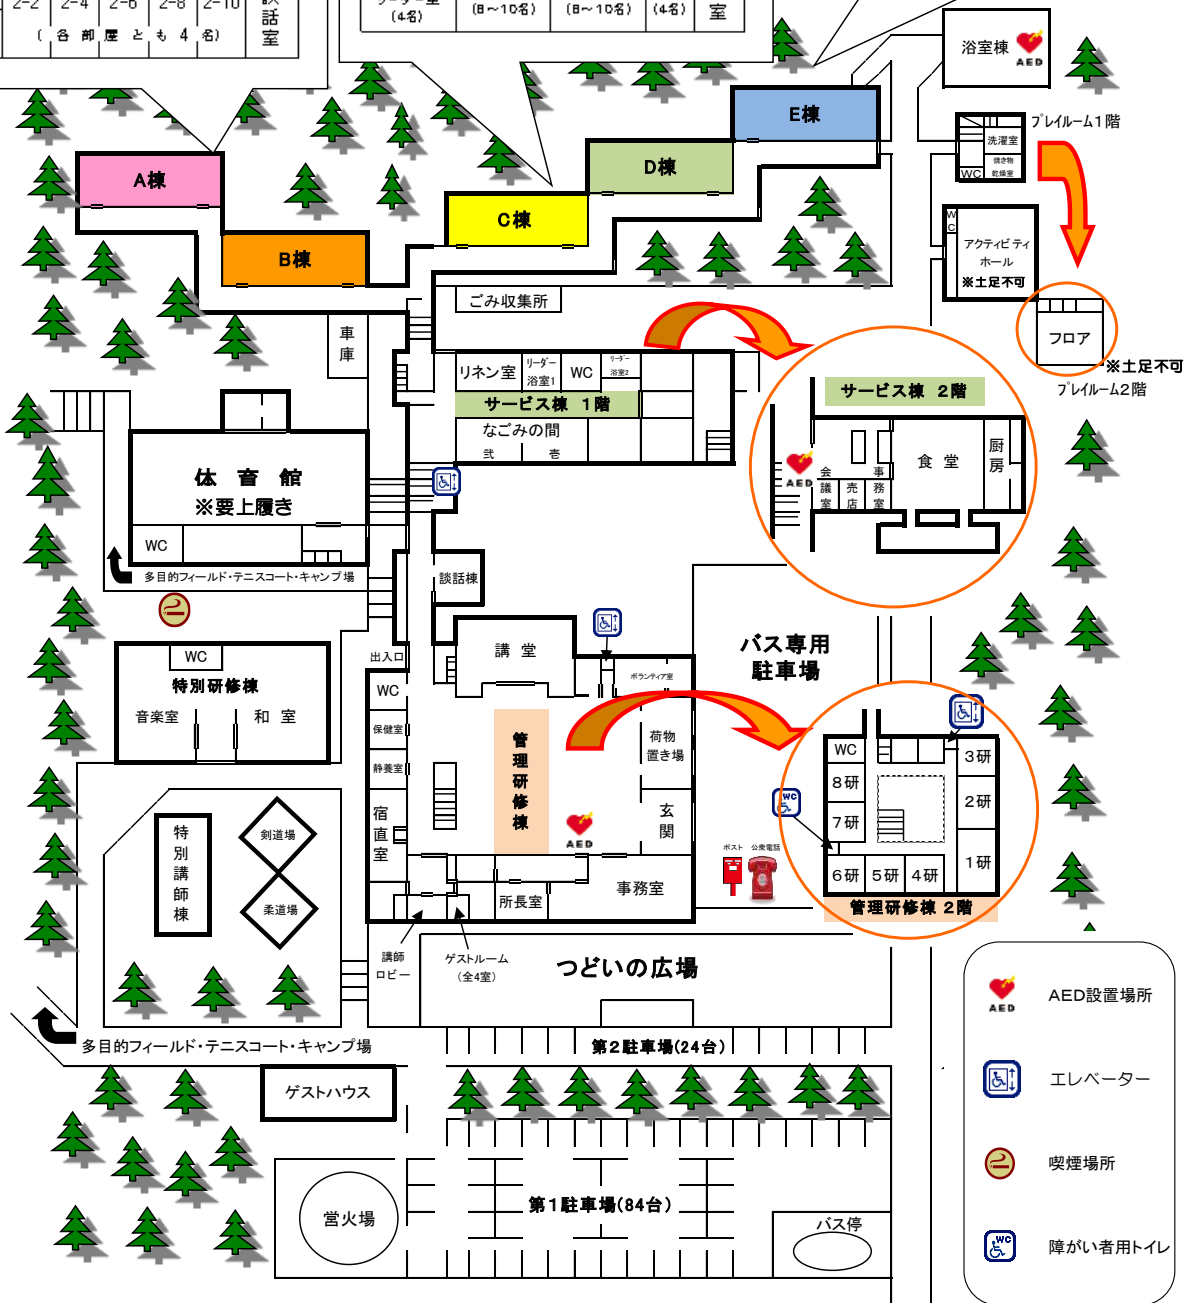 2-2 2-4 2-6 2-8 2-10
(各部屋とも4名)
談話室
リーダー室
(4名)
(8〜10名)
(8〜10名)
(4名)
室
浴室棟
AED
プレイルーム1階
洗濯室
焼き物
乾燥室
WC
E棟
D棟
A棟
C棟
B棟
WC
アクティビティ
ホール
※土足不可
フロア
※土足不可
プレイルーム2階
ごみ収集所
車庫
リネン室
リーダー
浴室1
WC
リーダー
浴室2
サービス棟 1階
なごみの間
弐 壱
サービス棟 2階
AED
会議室
売店
事務室
食堂
厨房
体育館
※要上履き
WC
多目的フィールド・テニスコート・キャンプ場
談話棟
出入口
講堂
ボランティア室
バス専用
駐車場
WC
特別研修棟
音楽室
和室
WC
保健室
静養室
宿直室
管理研修棟
荷物
置き場
玄関
AED
事務室
所長室
講師
ロビー
ゲストルーム
(全4室)
ポスト
公衆電話
WC
8研
7研
6研 5研 4研
3研
2研
1研
WC
管理研修棟 2階
特別講師棟
剣道場
柔道場
つどいの広場
多目的フィールド・テニスコート・キャンプ場
第2駐車場(24台)
ゲストハウス
営火場
第1駐車場(84台)
バス停
AED
AED設置場所
エレベーター
喫煙場所
WC
障がい者用トイレ